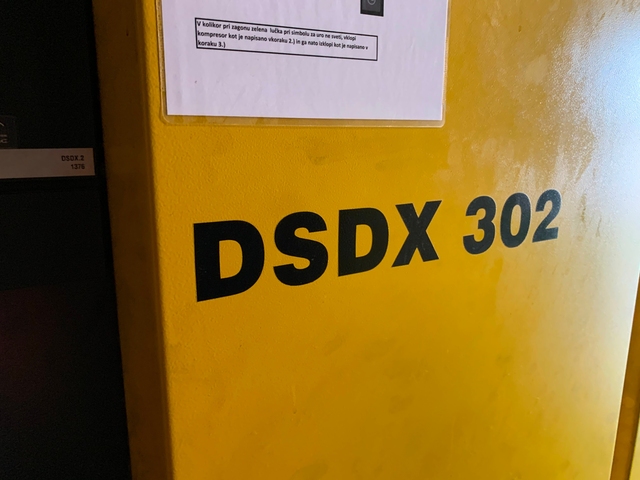 V kolikor pri zagonu zelena lučka pri simbolu za uro ne sveti, vklopi
kompresor kot je napisano vkoraku 2.) in ga nato izklopi kot je napisano v
koraku 3.)
DSDX.2
1376
DSDX 302